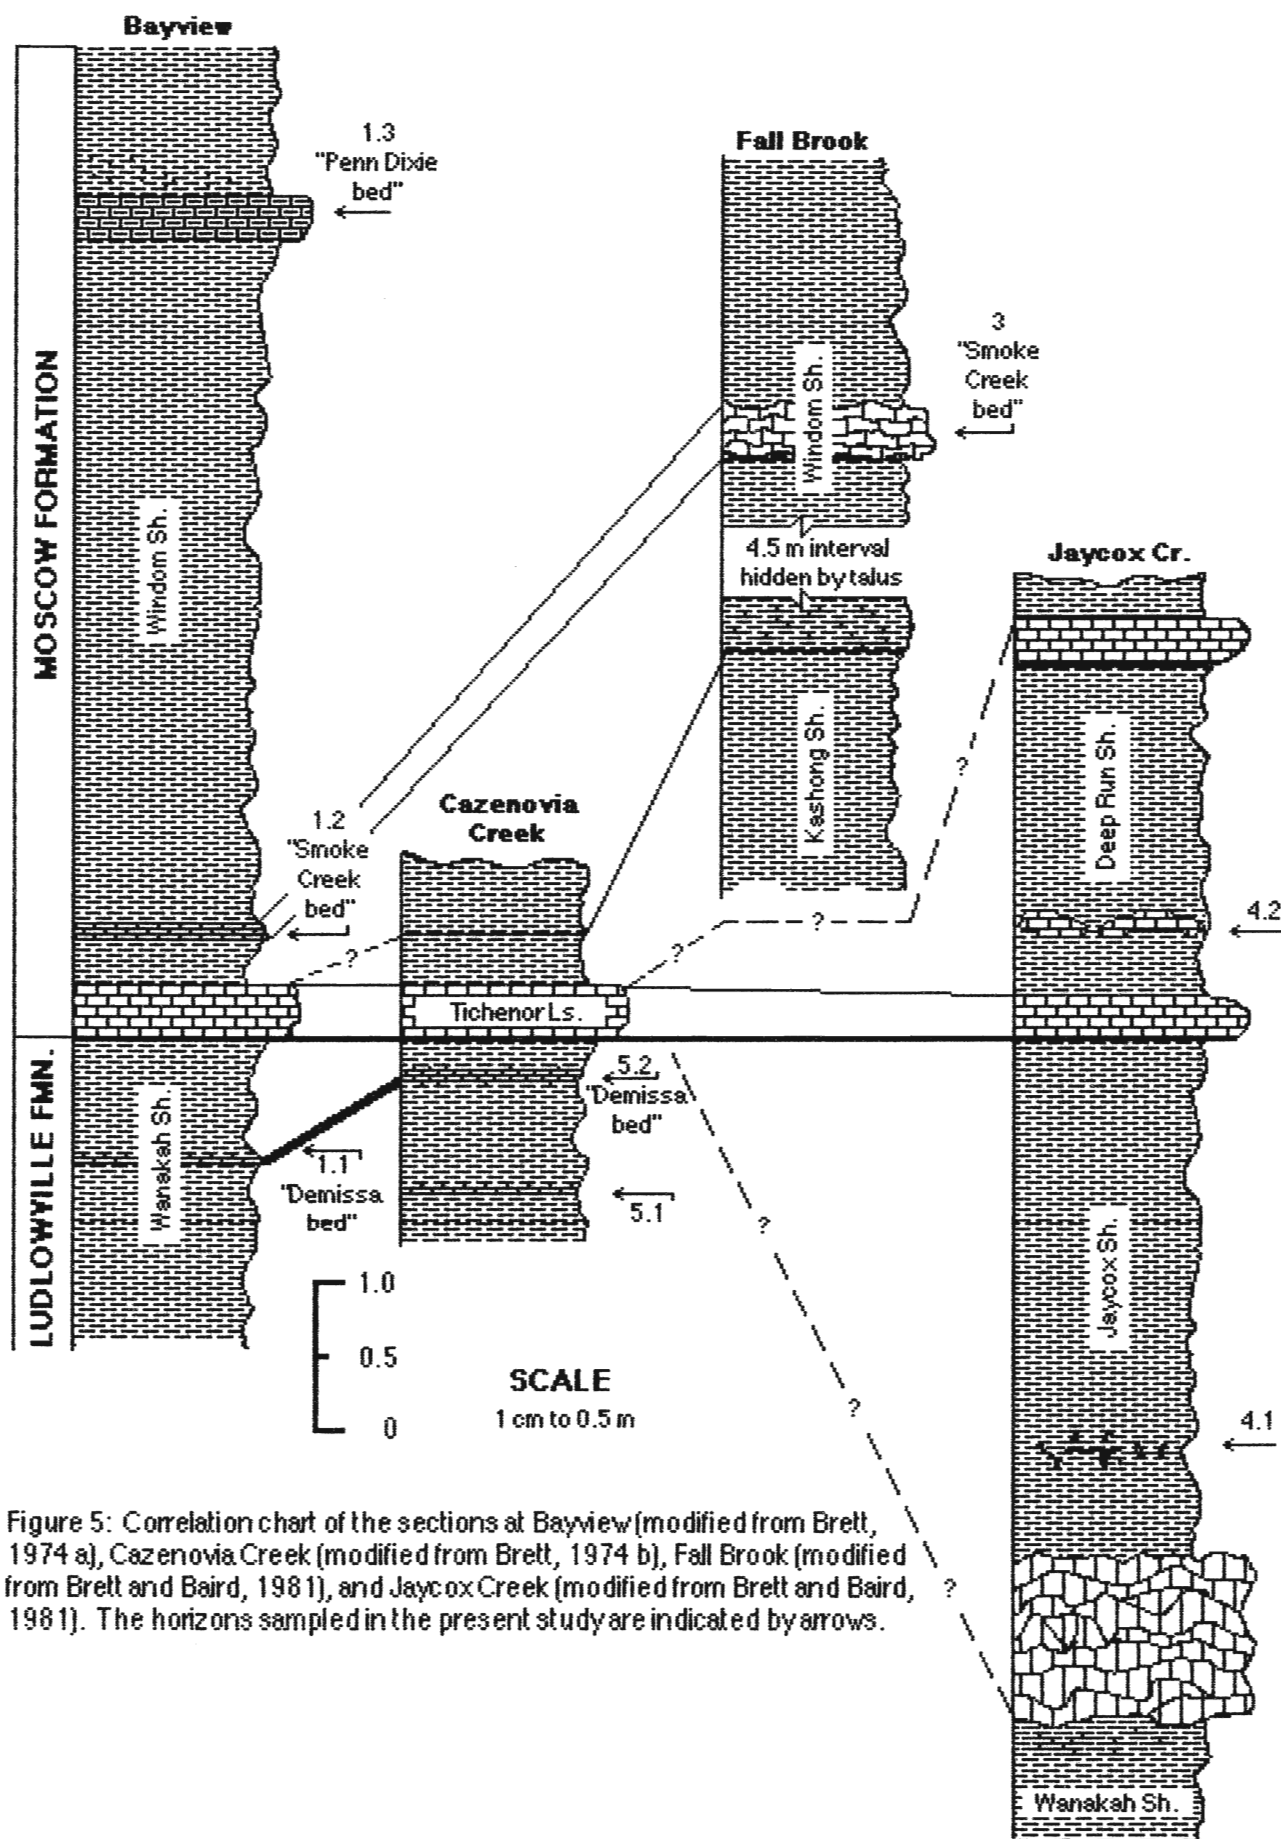 Bayview
1.3
"Penn Dixie
bed"
Fall Brook
3
"Smoke
Creek
bed"
MOSCOW FORMATION
Windom Sh.
Windom Sh.
4.5 m interval
hidden by talus
Jaycox Cr.
Kashong Sh.
Deep Run Sh.
?
Cazenovia
Creek
1.2
"Smoke
Creek
bed"
4.2
?
?
?
Tichenor Ls.
LUDLOWVILLE FMN.
Wanakah Sh.
5.2
"Demissa
bed"
1.1
"Demissa
bed"
5.1
?
Jaycox Sh.
1.0
0.5
0
SCALE
1 cm to 0.5 m
?
4.1
?
Wanakah Sh.
Figure 5: Correlation chart of the sections at Bayview (modified from Brett,
1974 a), Cazenovia Creek (modified from Brett, 1974 b), Fall Brook (modified
from Brett and Baird, 1981), and Jaycox Creek (modified from Brett and Baird,
1981). The horizons sampled in the present study are indicated by arrows.